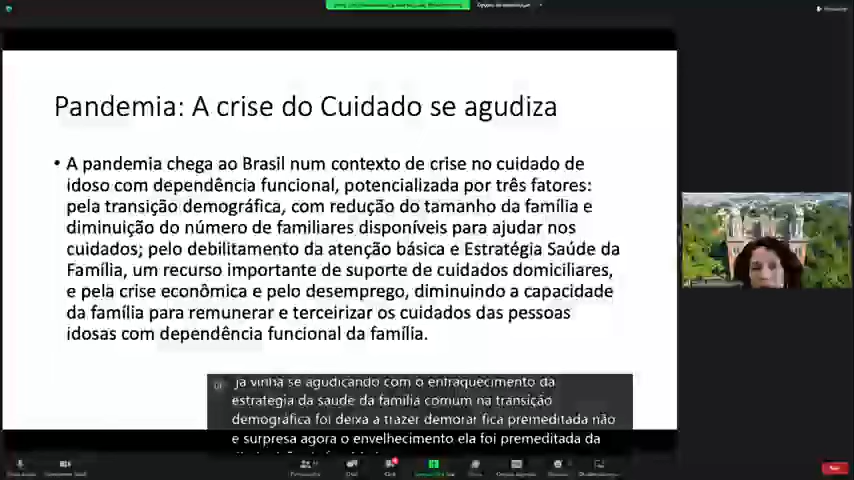 Pandemia: A crise do Cuidado se agudiza
• A pandemia chega ao Brasil num contexto de crise no cuidado de
idoso com dependência funcional, potencializada por três fatores:
pela transição demográfica, com redução do tamanho da família e
diminuição do número de familiares disponíveis para ajudar nos
cuidados; pelo debilitamento da atenção básica e Estratégia Saúde da
Família, um recurso importante de suporte de cuidados domiciliares,
e pela crise econômica e pelo desemprego, diminuindo a capacidade
da família para remunerar e terceirizar os cuidados das pessoas
idosas com dependência funcional da família.
ja vinha se agudicando com o enfraquecimento da
estrategia da saude da familia comum na transição
demográfica foi deixa a trazer demorar fica premeditada não
e surpresa agora o envelhecimento ela foi premeditada da